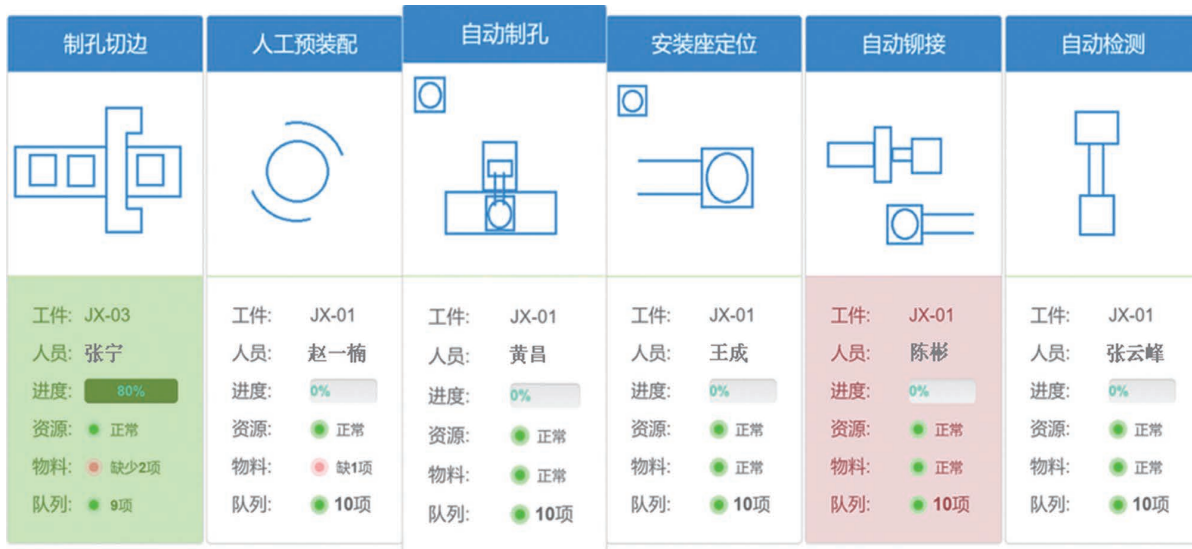 制孔切边
工件: JX-03
人员: 张宁
进度: 80%
资源: 正常
物料: 缺少2项
队列: 9项
人工预装配
工件: JX-01
人员: 赵一楠
进度: 0%
资源: 正常
物料: 缺1项
队列: 10项
自动制孔
工件: JX-01
人员: 黄昌
进度: 0%
资源: 正常
物料: 正常
队列: 10项
安装座定位
工件: JX-01
人员: 王成
进度: 0%
资源: 正常
物料: 正常
队列: 10项
自动铆接
工件: JX-01
人员: 陈彬
进度: 0%
资源: 正常
物料: 正常
队列: 10项
自动检测
工件: JX-01
人员: 张云峰
进度: 0%
资源: 正常
物料: 正常
队列: 10项